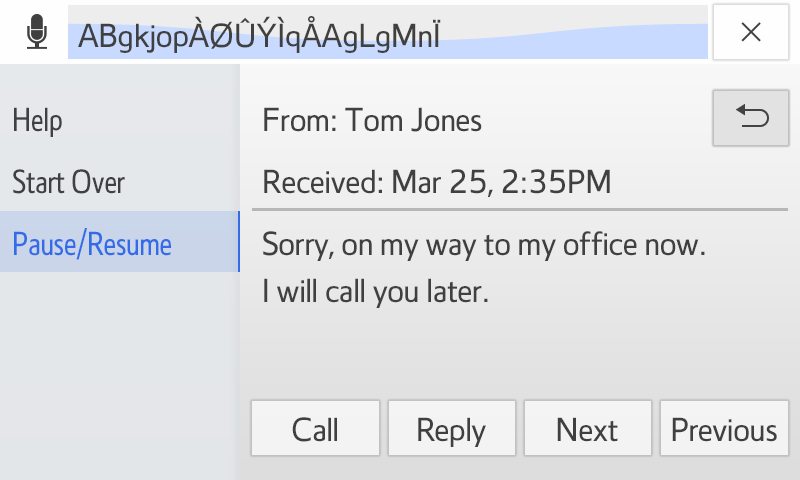 ABgkjopÀØÛÝÌqÅAgLgMnÏ
Help
Start Over
Pause/Resume
From: Tom Jones
Received: Mar 25, 2:35PM
Sorry, on my way to my office now.
I will call you later.
Call
Reply
Next
Previous